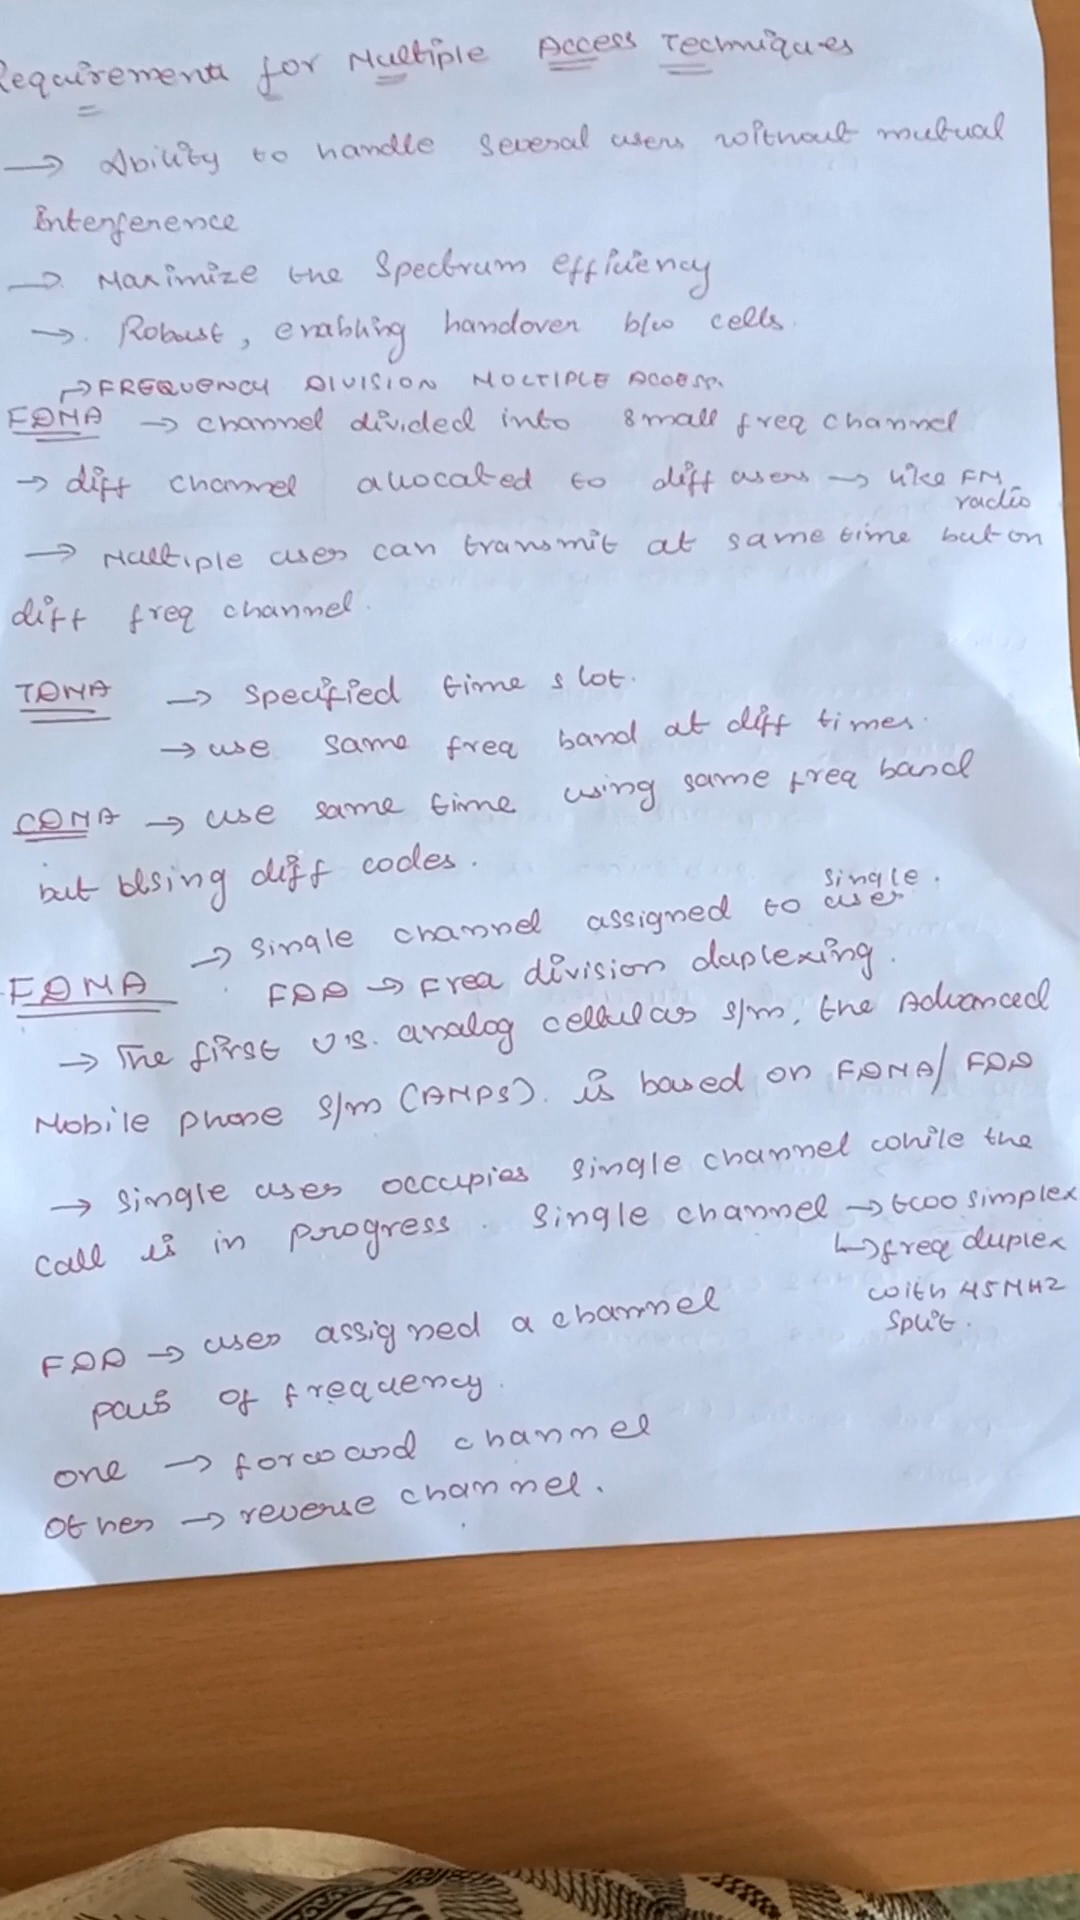 Requirements for Multiple Access Techniques
→ Ability to handle several users without mutual
interference
→ Maximize the Spectrum efficiency
→ Robust, enabling handover b/w cells.
→ FREQUENCY DIVISION MULTIPLE ACCESS.
FDMA → channel divided into small freq channel
→ diff channel allocated to diff users → like FM
radio
→ Multiple user can transmit at same time but on
diff freq channel.
TDMA → specified time slot.
→ use same freq band at diff times.
CDMA → use same time using same freq band
but using diff codes.
single.
→ single channel assigned to user
FDMA
FDD → Freq division duplexing.
→ The first U.S. analog cellular s/m, the Advanced
Mobile phone s/m (AMPS). is based on FDMA/FDD
→ single user occupies single channel while the
call is in progress. Single channel → two simplex
↳ freq duplex
with 45MHZ
split.
FDD → user assigned a channel
pair of frequency.
one → forward channel
other → reverse channel.